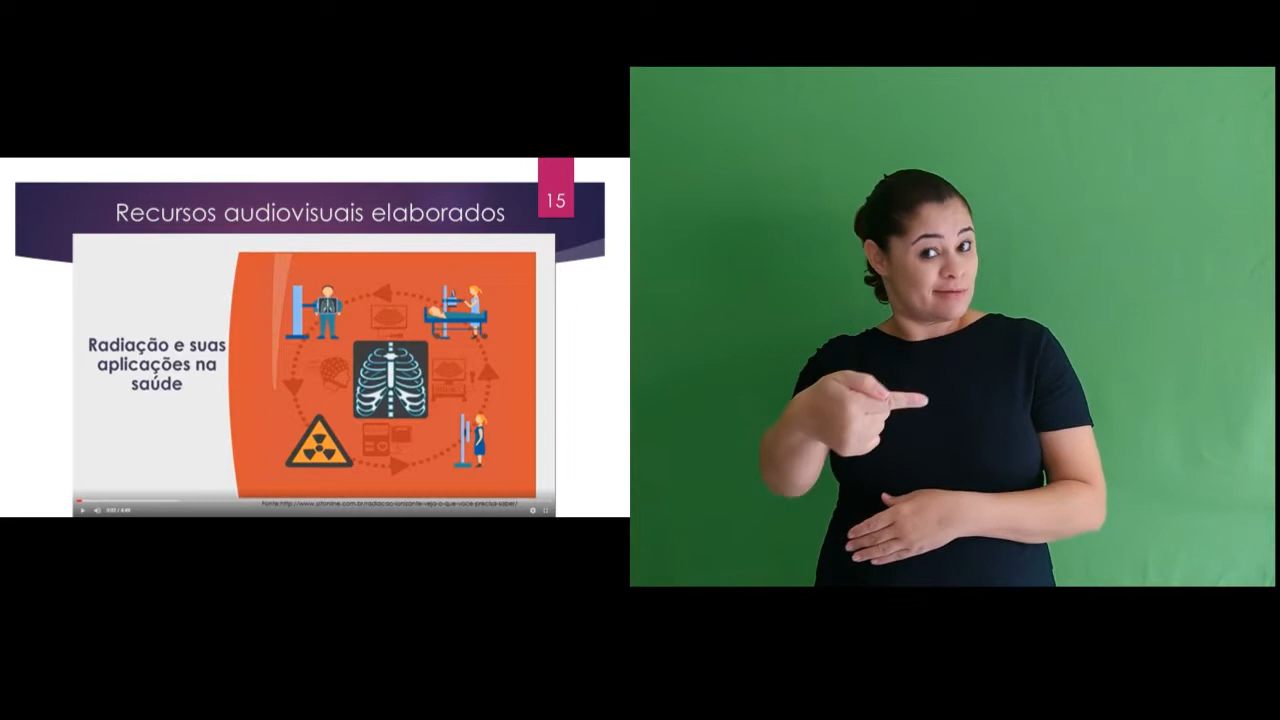 15
Recursos audiovisuais elaborados
Radiação e suas
aplicações na
saúde